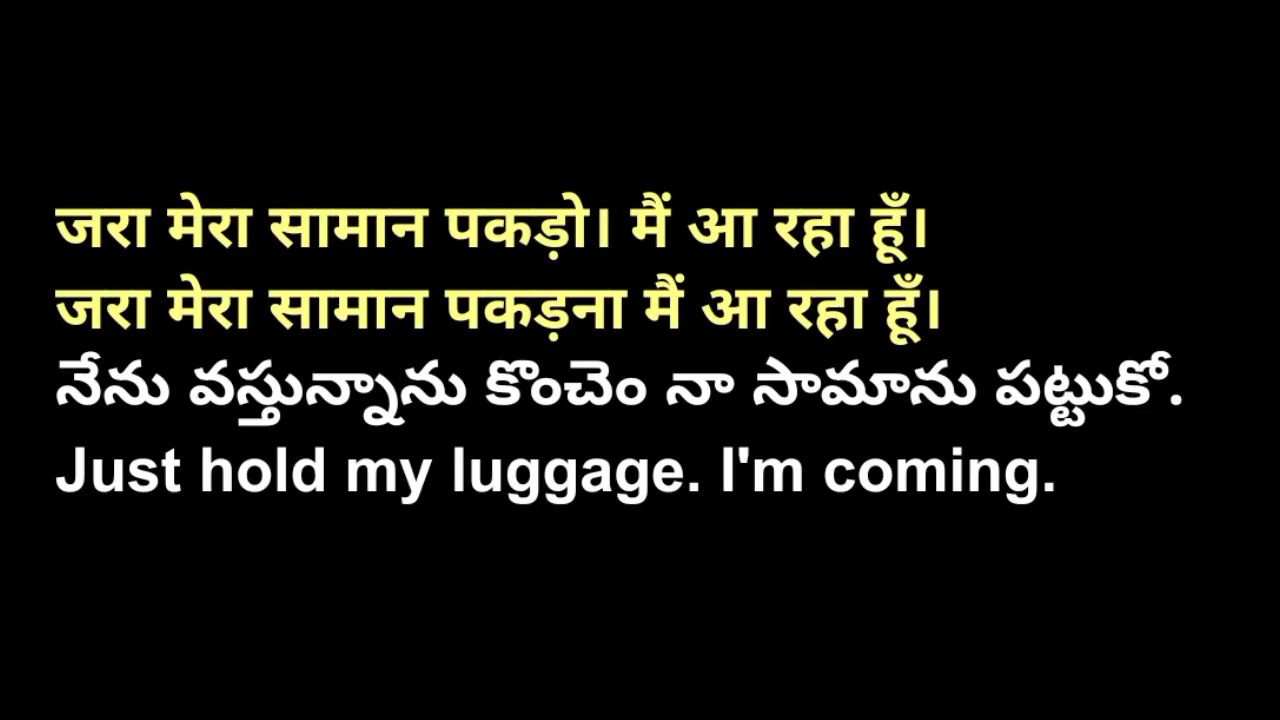 जरा मेरा सामान पकड़ो। मैं आ रहा हूँ।
जरा मेरा सामान पकड़ना मैं आ रहा हूँ।
నేను వస్తున్నాను కొంచెం నా సామాను పట్టుకో.
Just hold my luggage. I'm coming.